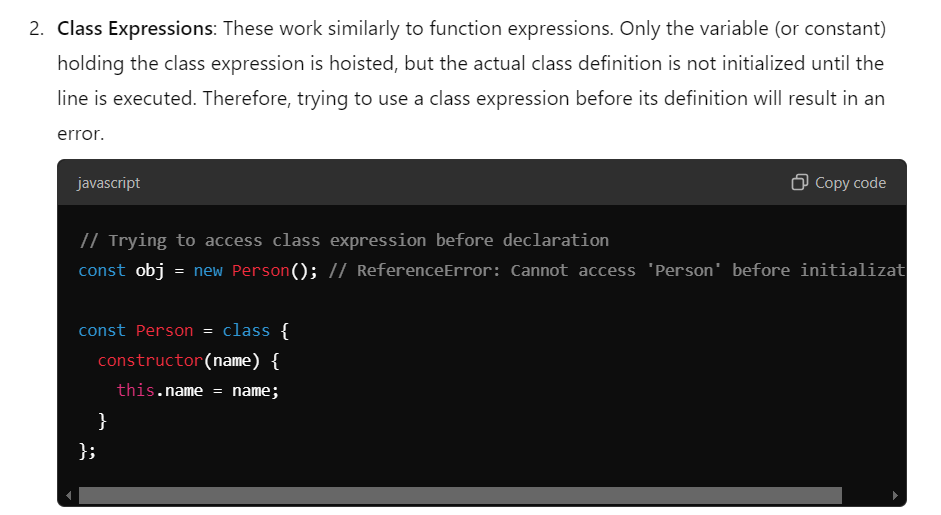 2. Class Expressions: These work similarly to function expressions. Only the variable (or constant)
holding the class expression is hoisted, but the actual class definition is not initialized until the
line is executed. Therefore, trying to use a class expression before its definition will result in an
error.
javascript Copy code
// Trying to access class expression before declaration
const obj = new Person(); // ReferenceError: Cannot access 'Person' before initializat
const Person = class {
constructor(name) {
this.name = name;
}
};